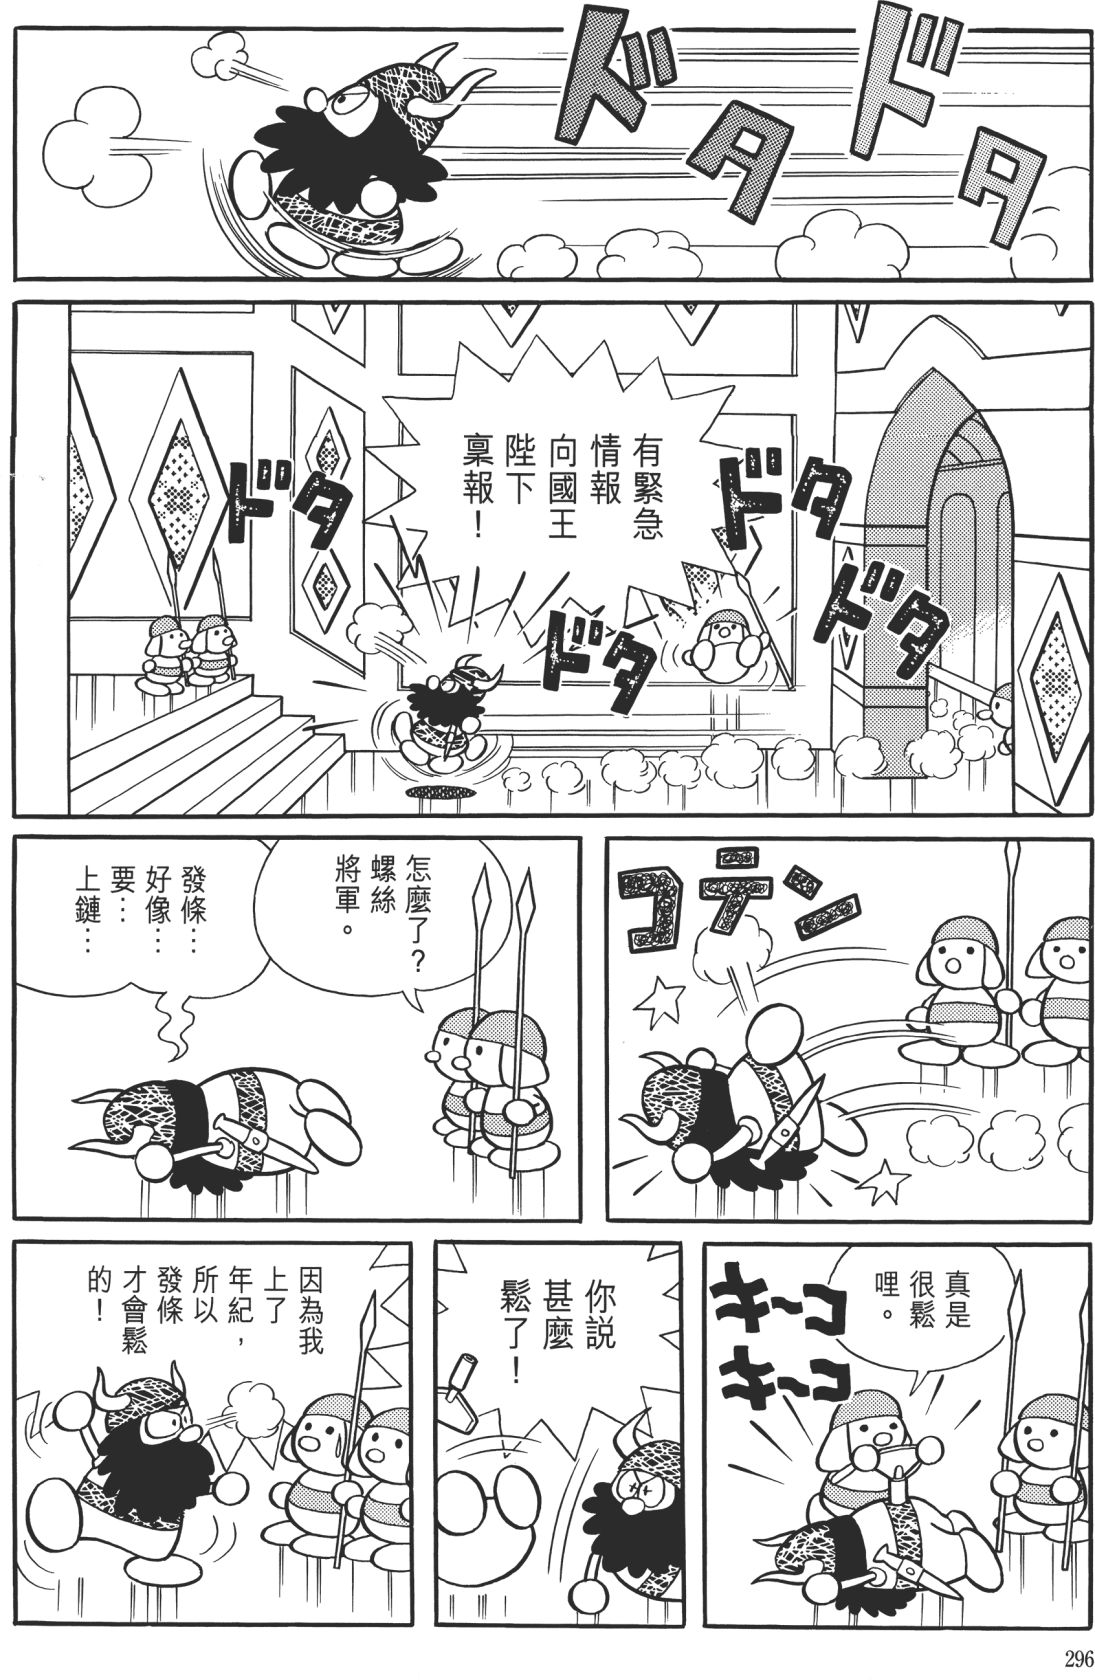 ドドタタ
有緊急
情報
向國王
陛下
稟報！
ドタ
ドタ
ドタ
ドタ
コテン
怎麼了？
螺絲
將軍。
發條…
好像…
要…
上鏈…
真是
很鬆
哩。
キーコ
キーコ
你説
甚麼
鬆了！
因為我
上了
年紀，
所以
發條
才會鬆
的！
296